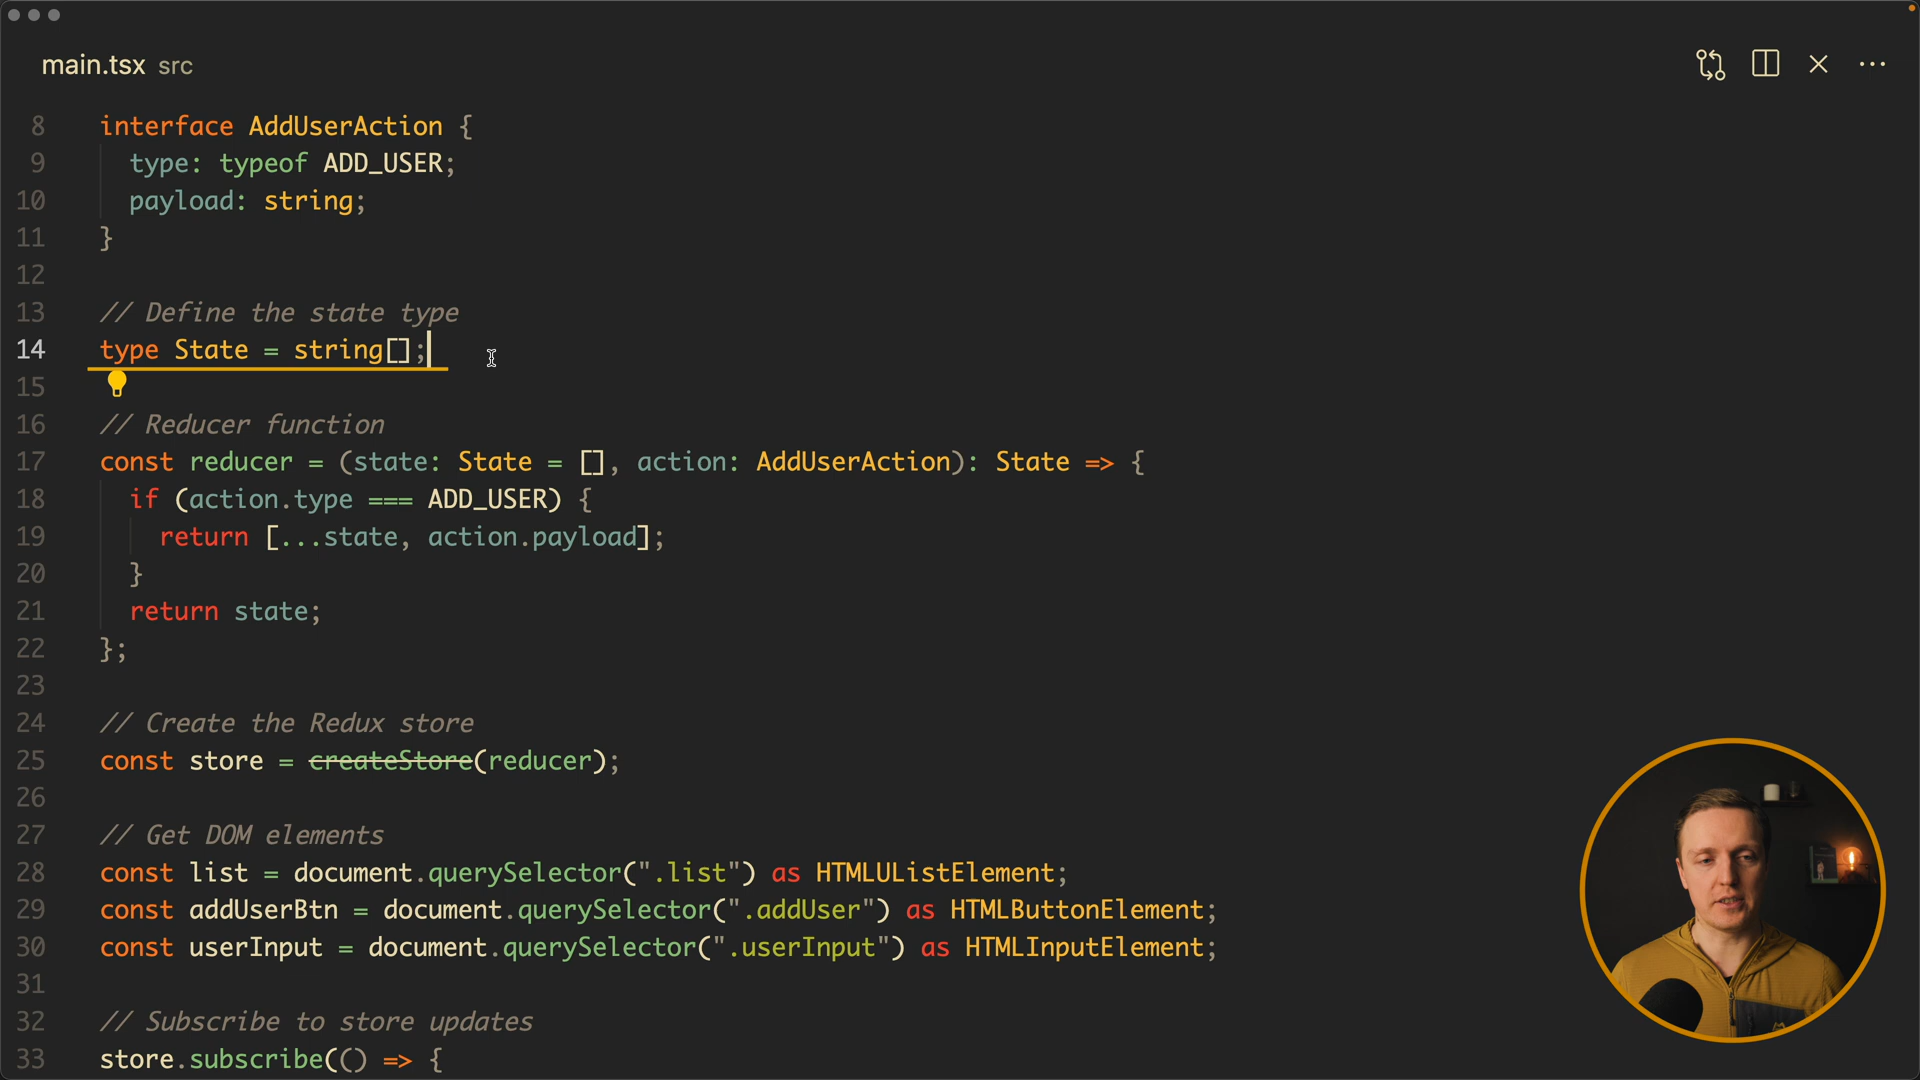 main.tsx src
8 interface AddUserAction {
9 type: typeof ADD_USER;
10 payload: string;
11 }
12
13 // Define the state type
14 type State = string[];
15
16 // Reducer function
17 const reducer = (state: State = [], action: AddUserAction): State => {
18 if (action.type === ADD_USER) {
19 return [...state, action.payload];
20 }
21 return state;
22 };
23
24 // Create the Redux store
25 const store = createStore(reducer);
26
27 // Get DOM elements
28 const list = document.querySelector(".list") as HTMLUListElement;
29 const addUserBtn = document.querySelector(".addUser") as HTMLButtonElement;
30 const userInput = document.querySelector(".userInput") as HTMLInputElement;
31
32 // Subscribe to store updates
33 store.subscribe(() => {